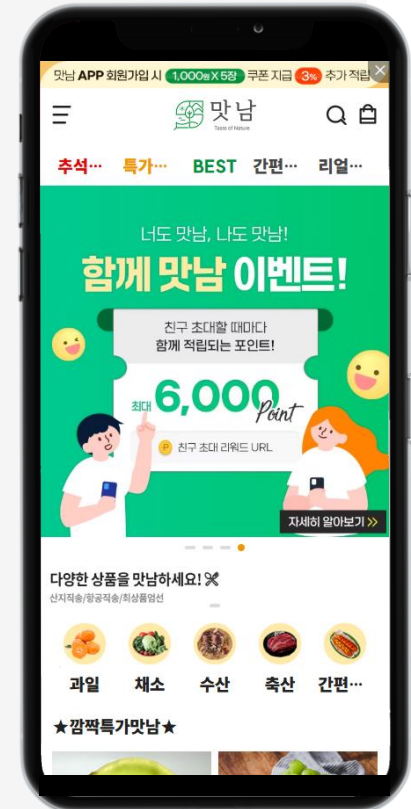 맛남 APP 회원가입 시 1,000원 X 5장 쿠폰 지급 3% 추가 적립
맛남
Taste of Nature
추석… 특가… BEST 간편… 리얼…
너도 맛남, 나도 맛남!
함께 맛남 이벤트!
친구 초대할 때마다
함께 적립되는 포인트!
최대 6,000 Point
P 친구 초대 리워드 URL
자세히 알아보기 »
다양한 상품을 맛남하세요!
산지직송/항공직송/최상품엄선
과일 채소 수산 축산 간편…
★깜짝특가맛남★